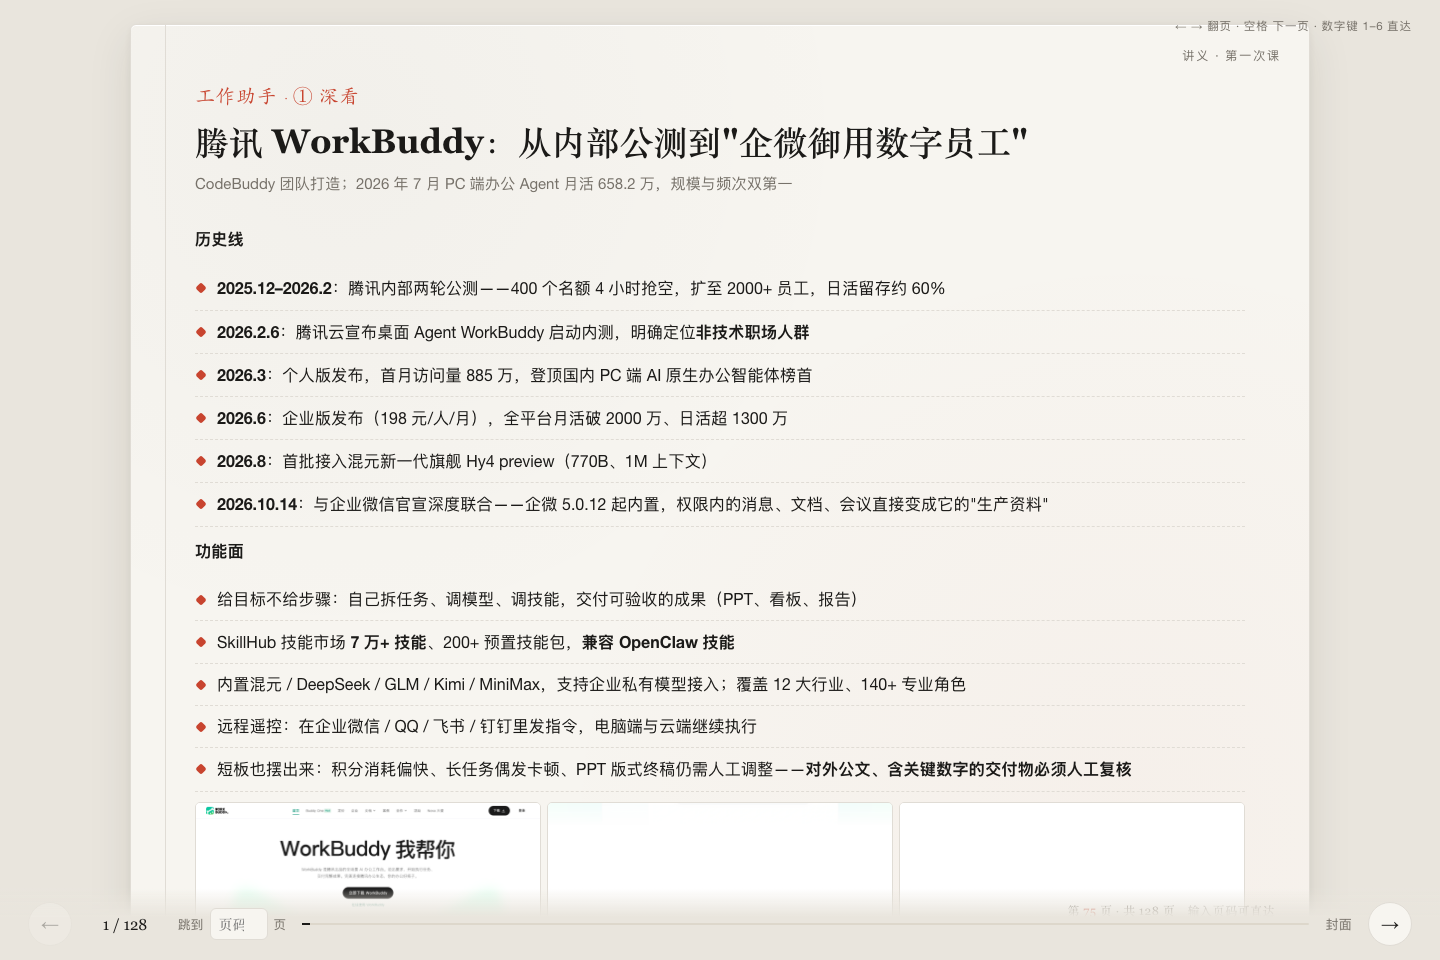 ← → 翻页 · 空格 下一页 · 数字键 1–6 直达
讲义 · 第一次课
工作助手 · ① 深看
腾讯 WorkBuddy：从内部公测到"企微御用数字员工"
CodeBuddy 团队打造；2026 年 7 月 PC 端办公 Agent 月活 658.2 万，规模与频次双第一
历史线
2025.12–2026.2：腾讯内部两轮公测——400 个名额 4 小时抢空，扩至 2000+ 员工，日活留存约 60%
2026.2.6：腾讯云宣布桌面 Agent WorkBuddy 启动内测，明确定位非技术职场人群
2026.3：个人版发布，首月访问量 885 万，登顶国内 PC 端 AI 原生办公智能体榜首
2026.6：企业版发布（198 元/人/月），全平台月活破 2000 万、日活超 1300 万
2026.8：首批接入混元新一代旗舰 Hy4 preview（770B、1M 上下文）
2026.10.14：与企业微信官宣深度联合——企微 5.0.12 起内置，权限内的消息、文档、会议直接变成它的"生产资料"
功能面
给目标不给步骤：自己拆任务、调模型、调技能，交付可验收的成果（PPT、看板、报告）
SkillHub 技能市场 7 万+ 技能、200+ 预置技能包，兼容 OpenClaw 技能
内置混元 / DeepSeek / GLM / Kimi / MiniMax，支持企业私有模型接入；覆盖 12 大行业、140+ 专业角色
远程遥控：在企业微信 / QQ / 飞书 / 钉钉里发指令，电脑端与云端继续执行
短板也摆出来：积分消耗偏快、长任务偶发卡顿、PPT 版式终稿仍需人工调整——对外公文、含关键数字的交付物必须人工复核
WorkBuddy 我帮你
第 75 页 · 共 128 页 · 输入页码可直达
← 1 / 128 跳到 页码 页 封面 →